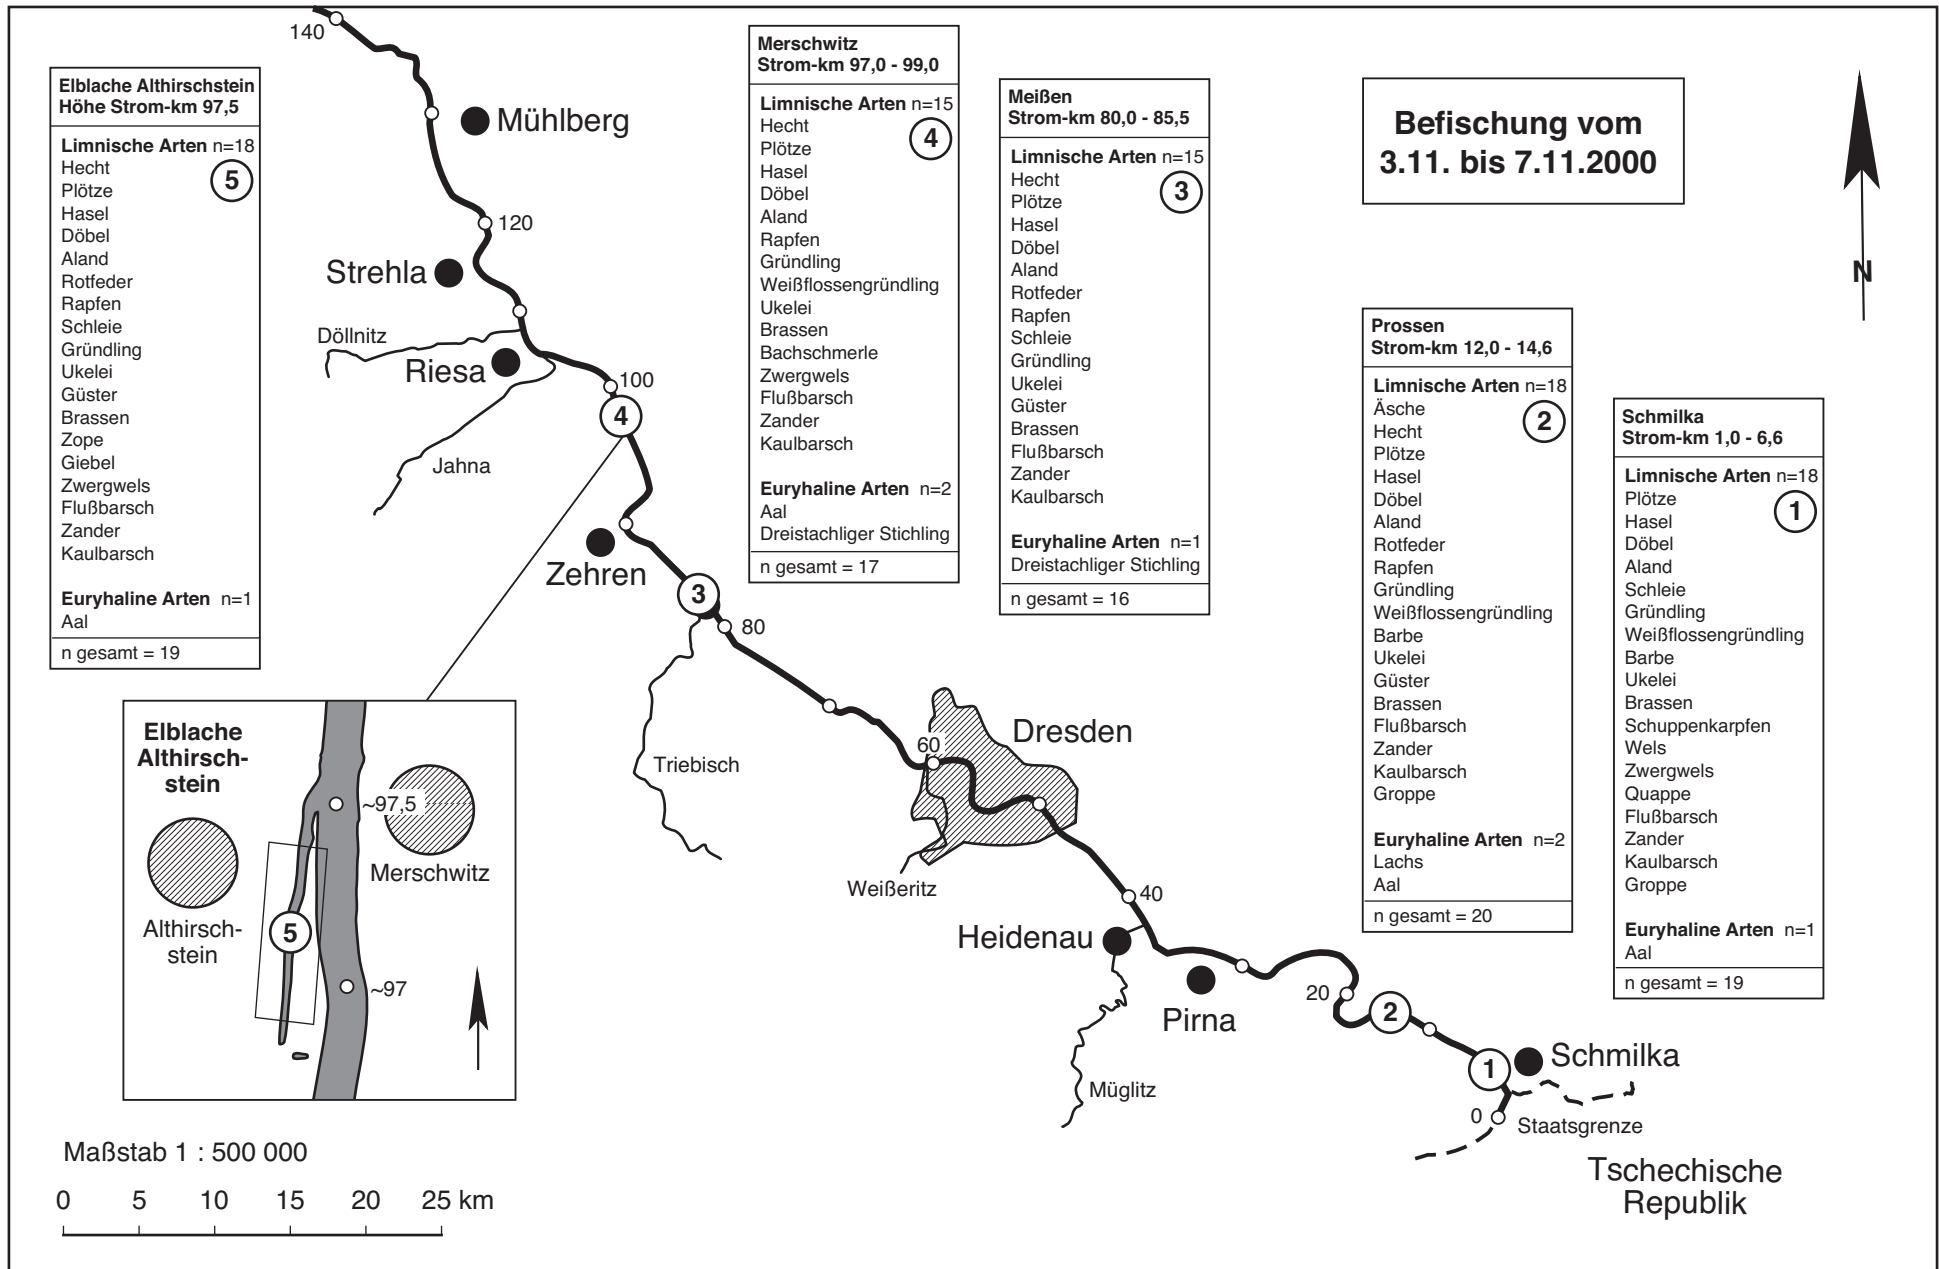 140
Mühlberg
120
Strehla
Döllnitz
Riesa
100
4
Jahna
Zehren
3
80
Triebisch
60
Dresden
Weißeritz
40
Heidenau
Pirna
20
2
Müglitz
1
Schmilka
0
Staatsgrenze
Tschechische
Republik
Elblache Althirschstein
Höhe Strom-km 97,5
Limnische Arten n=18
5
Hecht
Plötze
Hasel
Döbel
Aland
Rotfeder
Rapfen
Schleie
Gründling
Ukelei
Güster
Brassen
Zope
Giebel
Zwergwels
Flußbarsch
Zander
Kaulbarsch
Euryhaline Arten n=1
Aal
n gesamt = 19
Merschwitz
Strom-km 97,0 - 99,0
Limnische Arten n=15
4
Hecht
Plötze
Hasel
Döbel
Aland
Rapfen
Gründling
Weißflossengründling
Ukelei
Brassen
Bachschmerle
Zwergwels
Flußbarsch
Zander
Kaulbarsch
Euryhaline Arten n=2
Aal
Dreistachliger Stichling
n gesamt = 17
Meißen
Strom-km 80,0 - 85,5
Limnische Arten n=15
3
Hecht
Plötze
Hasel
Döbel
Aland
Rotfeder
Rapfen
Schleie
Gründling
Ukelei
Güster
Brassen
Flußbarsch
Zander
Kaulbarsch
Euryhaline Arten n=1
Dreistachliger Stichling
n gesamt = 16
Befischung vom
3.11. bis 7.11.2000
N
Prossen
Strom-km 12,0 - 14,6
Limnische Arten n=18
2
Äsche
Hecht
Plötze
Hasel
Döbel
Aland
Rotfeder
Rapfen
Gründling
Weißflossengründling
Barbe
Ukelei
Güster
Brassen
Flußbarsch
Zander
Kaulbarsch
Groppe
Euryhaline Arten n=2
Lachs
Aal
n gesamt = 20
Schmilka
Strom-km 1,0 - 6,6
Limnische Arten n=18
1
Plötze
Hasel
Döbel
Aland
Schleie
Gründling
Weißflossengründling
Barbe
Ukelei
Brassen
Schuppenkarpfen
Wels
Zwergwels
Quappe
Flußbarsch
Zander
Kaulbarsch
Groppe
Euryhaline Arten n=1
Aal
n gesamt = 19
Elblache
Althirsch-
stein
~97,5
Merschwitz
Althirsch-
stein
5
~97
Maßstab 1 : 500 000
0 5 10 15 20 25 km